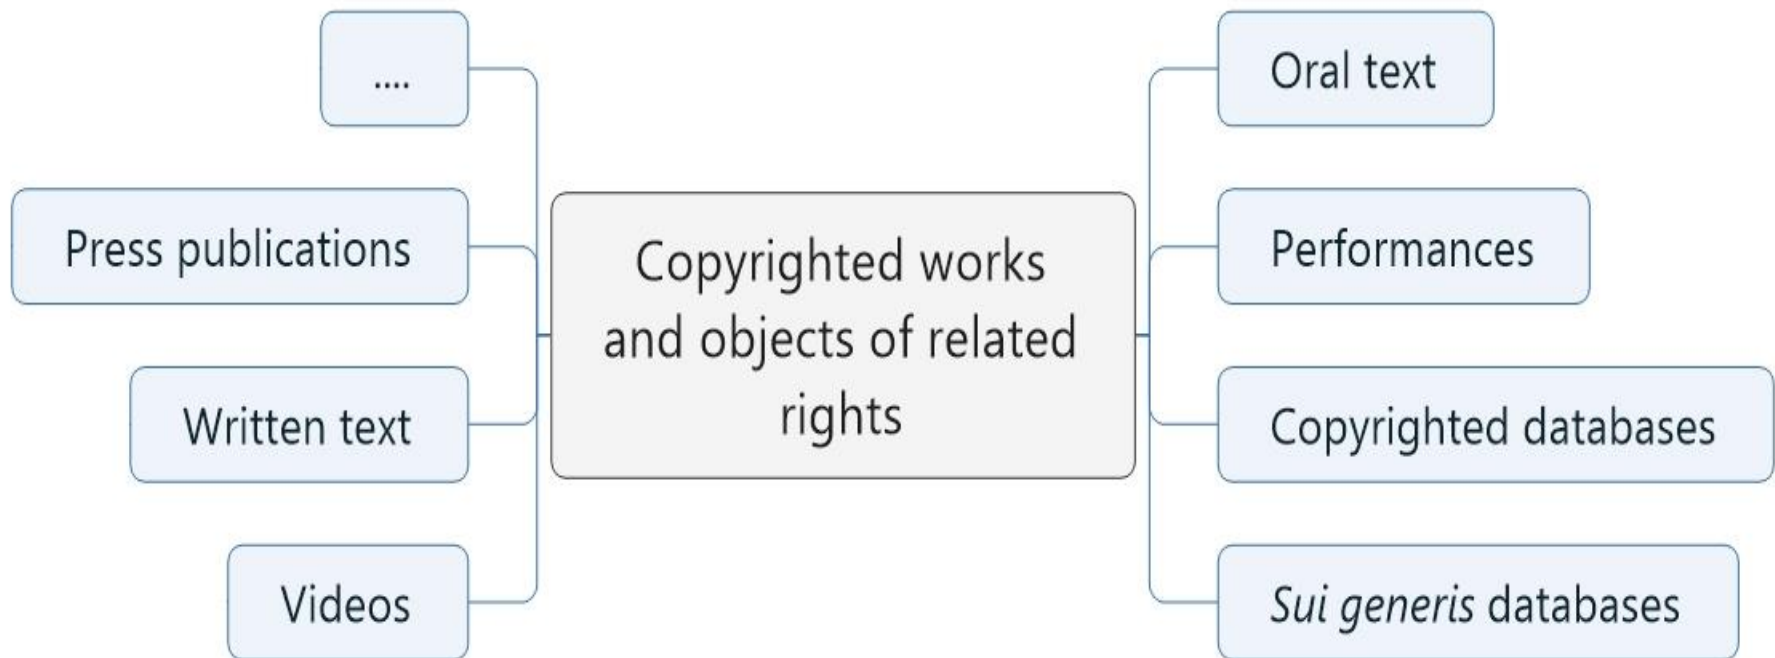 ....
Press publications
Written text
Videos
Copyrighted works
and objects of related
rights
Oral text
Performances
Copyrighted databases
Sui generis databases